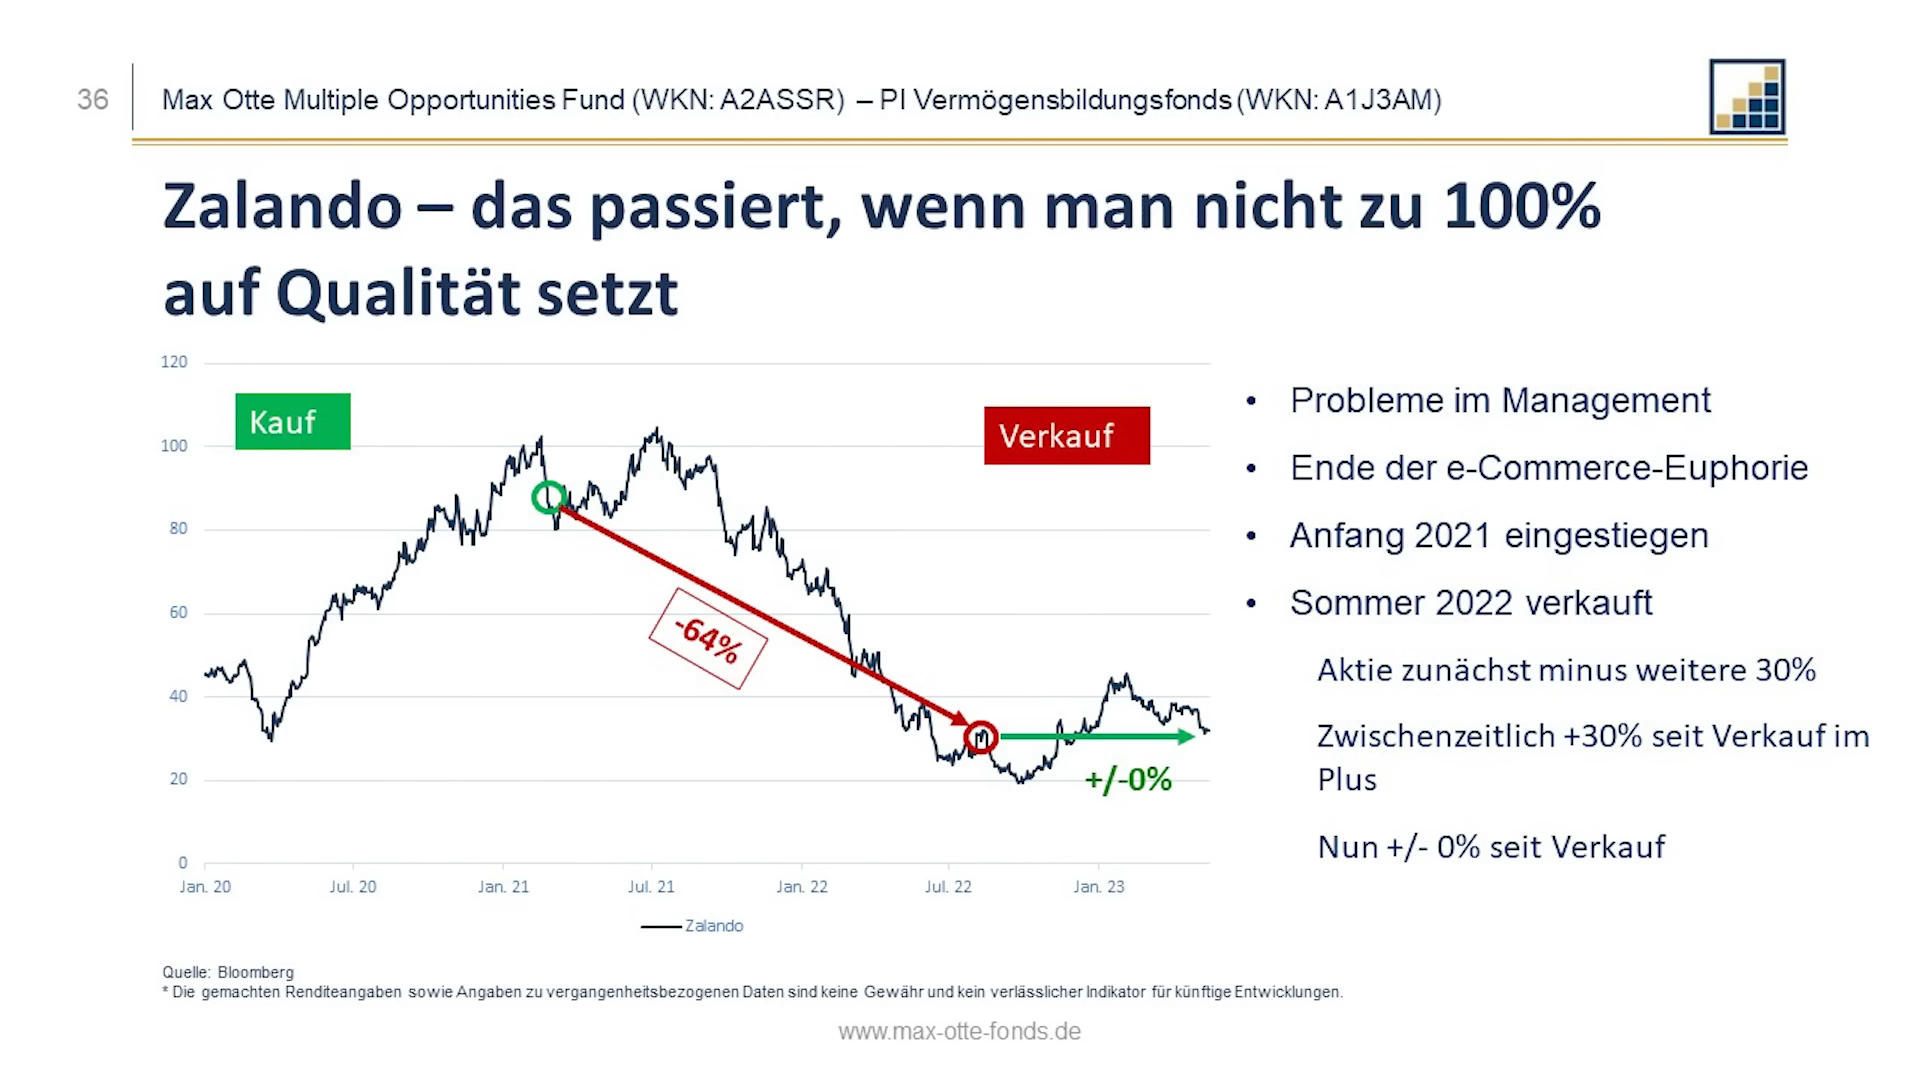 36
Max Otte Multiple Opportunities Fund (WKN: A2ASSR) – PI Vermögensbildungsfonds (WKN: A1J3AM)
Zalando – das passiert, wenn man nicht zu 100%
auf Qualität setzt
120
100
80
60
40
20
0
Kauf
Verkauf
-64%
+/-0%
Jan. 20
Jul. 20
Jan. 21
Jul. 21
Jan. 22
Jul. 22
Jan. 23
Zalando
• Probleme im Management
• Ende der e-Commerce-Euphorie
• Anfang 2021 eingestiegen
• Sommer 2022 verkauft
Aktie zunächst minus weitere 30%
Zwischenzeitlich +30% seit Verkauf im
Plus
Nun +/- 0% seit Verkauf
Quelle: Bloomberg
* Die gemachten Renditeangaben sowie Angaben zu vergangenheitsbezogenen Daten sind keine Gewähr und kein verlässlicher Indikator für künftige Entwicklungen.
www.max-otte-fonds.de